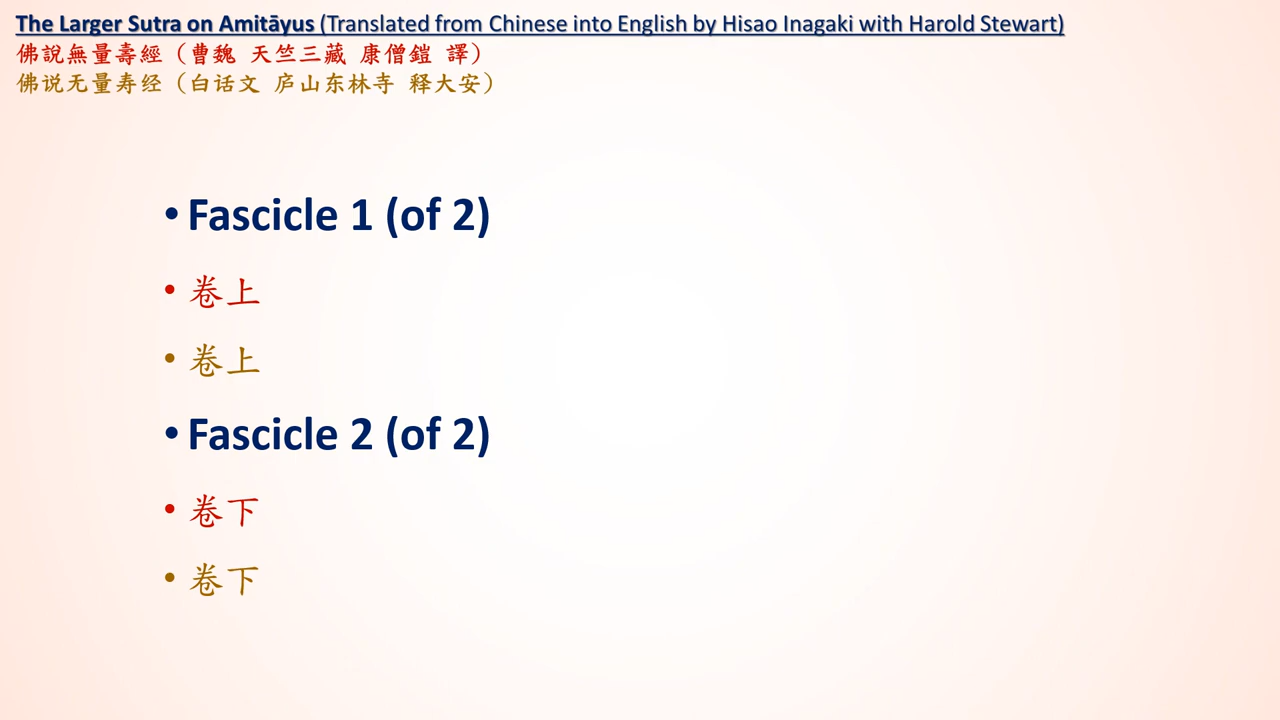 The Larger Sutra on Amitāyus (Translated from Chinese into English by Hisao Inagaki with Harold Stewart)
佛說無量壽經（曹魏 天竺三藏 康僧鎧 譯）
佛说无量寿经（白话文 庐山东林寺 释大安）
• Fascicle 1 (of 2)
• 卷上
• 卷上
• Fascicle 2 (of 2)
• 卷下
• 卷下